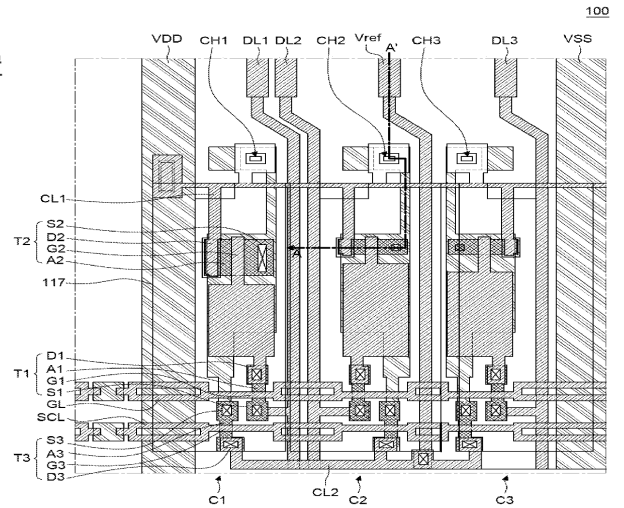 100
VDD CH1 DL1 DL2 CH2 Vref A' CH3 DL3 VSS
CL1
S2
T2 D2
G2
A2
A
117
D1
T1 A1
G1
S1
GL
SCL
S3
T3 A3
G3
D3
C1 CL2 C2 C3